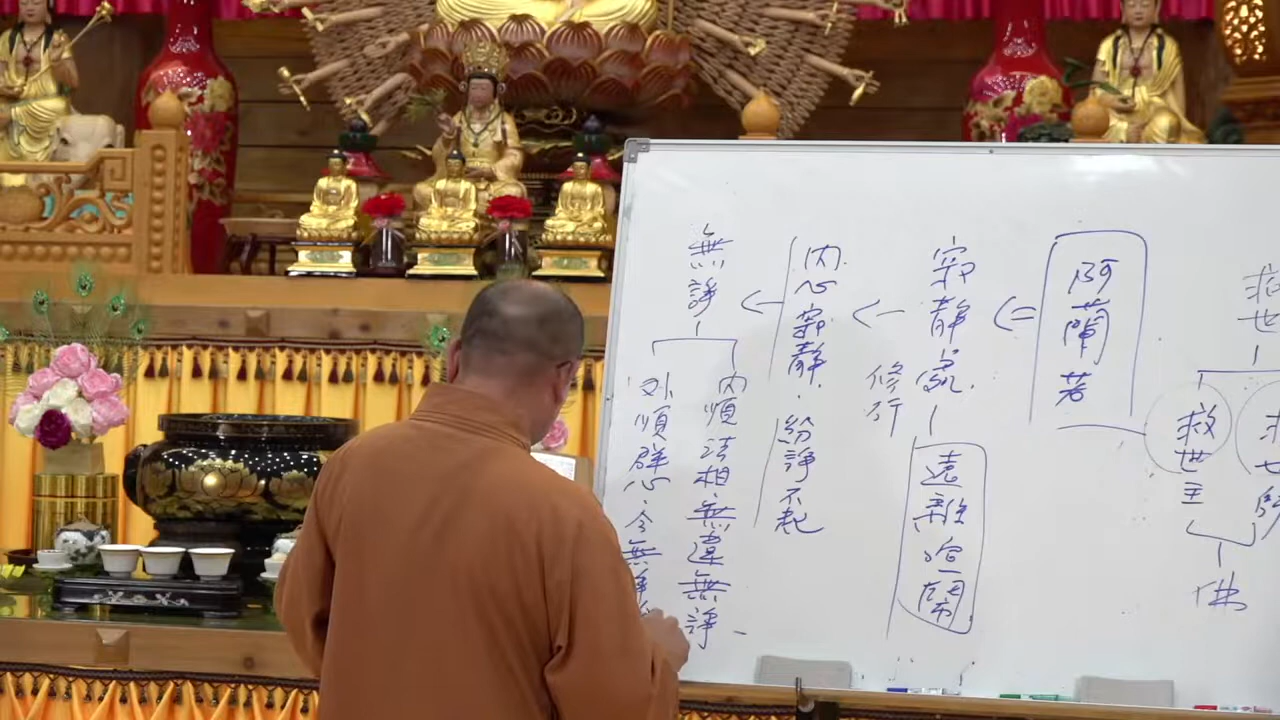 救世
救世主
佛
阿蘭若
寂靜處
修行
遠離喧鬧
內心寂靜.紛諍不起
無諍
內順法相無違無諍
外順群心令無諍